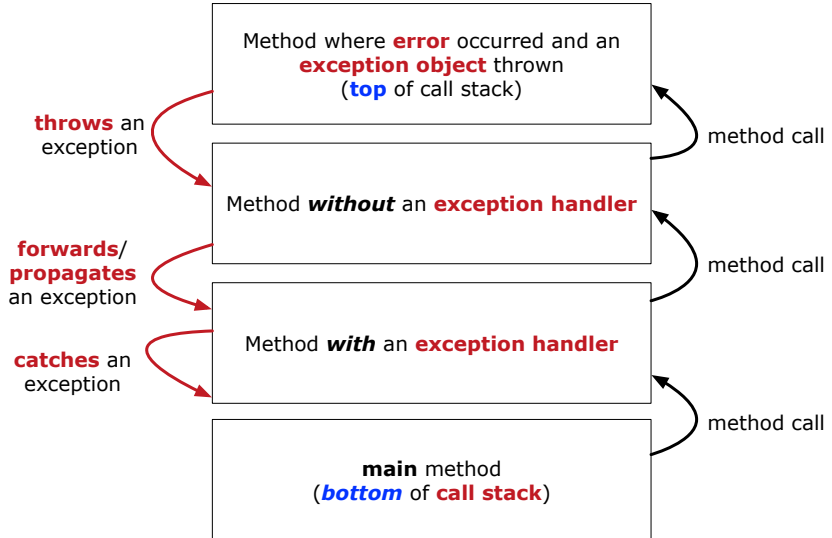 Method where error occurred and an
exception object thrown
(top of call stack)
throws an
exception
method call
Method without an exception handler
forwards/
propagates
an exception
method call
Method with an exception handler
catches an
exception
method call
main method
(bottom of call stack)